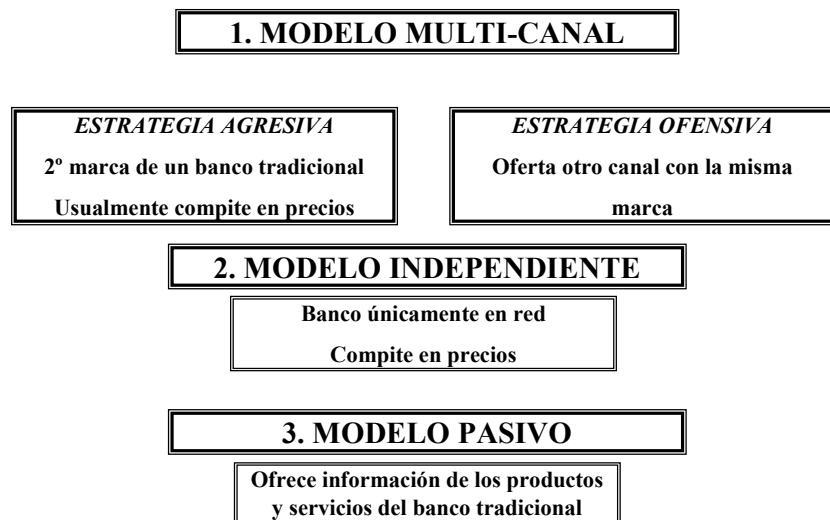 1. MODELO MULTI-CANAL
ESTRATEGIA AGRESIVA
2º marca de un banco tradicional
Usualmente compite en precios
ESTRATEGIA OFENSIVA
Oferta otro canal con la misma
marca
2. MODELO INDEPENDIENTE
Banco únicamente en red
Compite en precios
3. MODELO PASIVO
Ofrece información de los productos
y servicios del banco tradicional